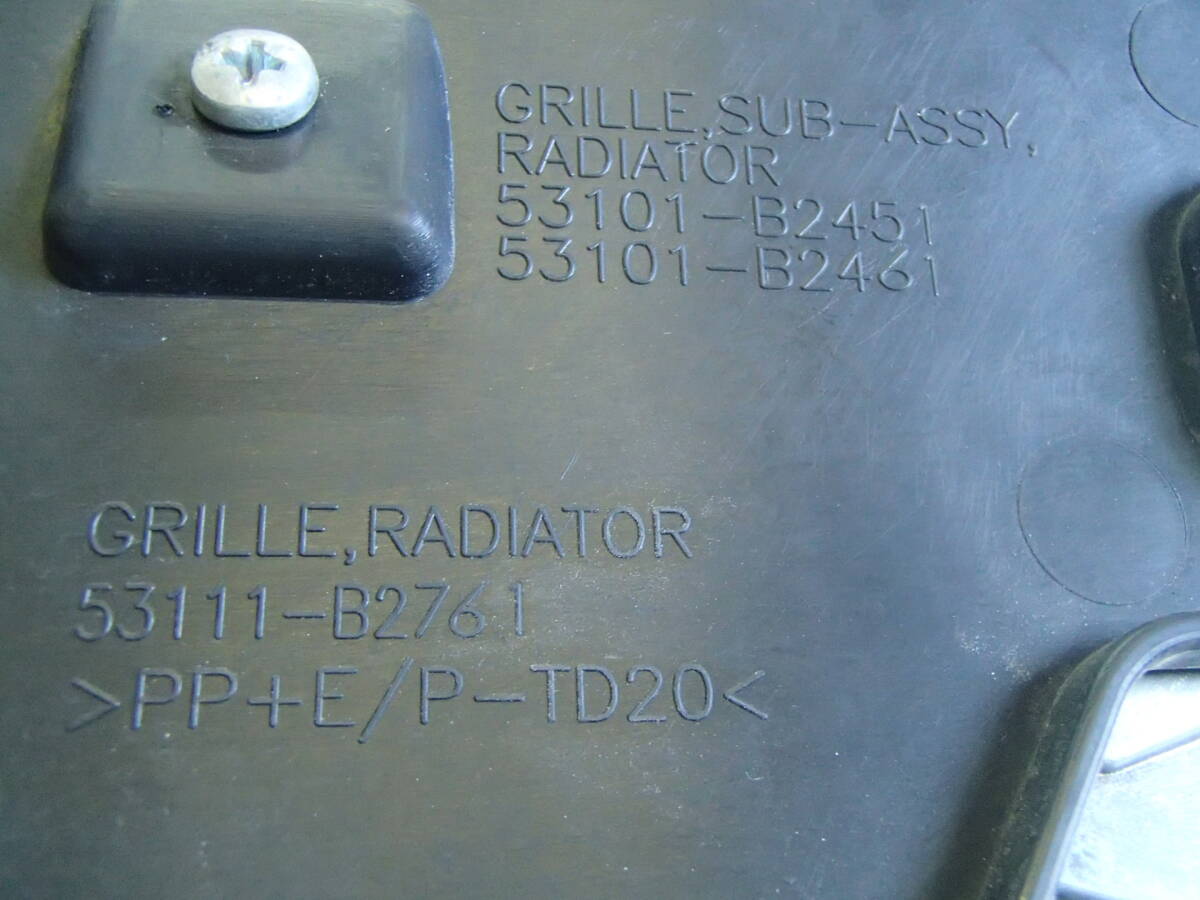 GRILLE,SUB-ASSY,
RADIATOR
53101-B2451
53101-B2461
GRILLE,RADIATOR
53111-B2761
>PP+E/P-TD20<